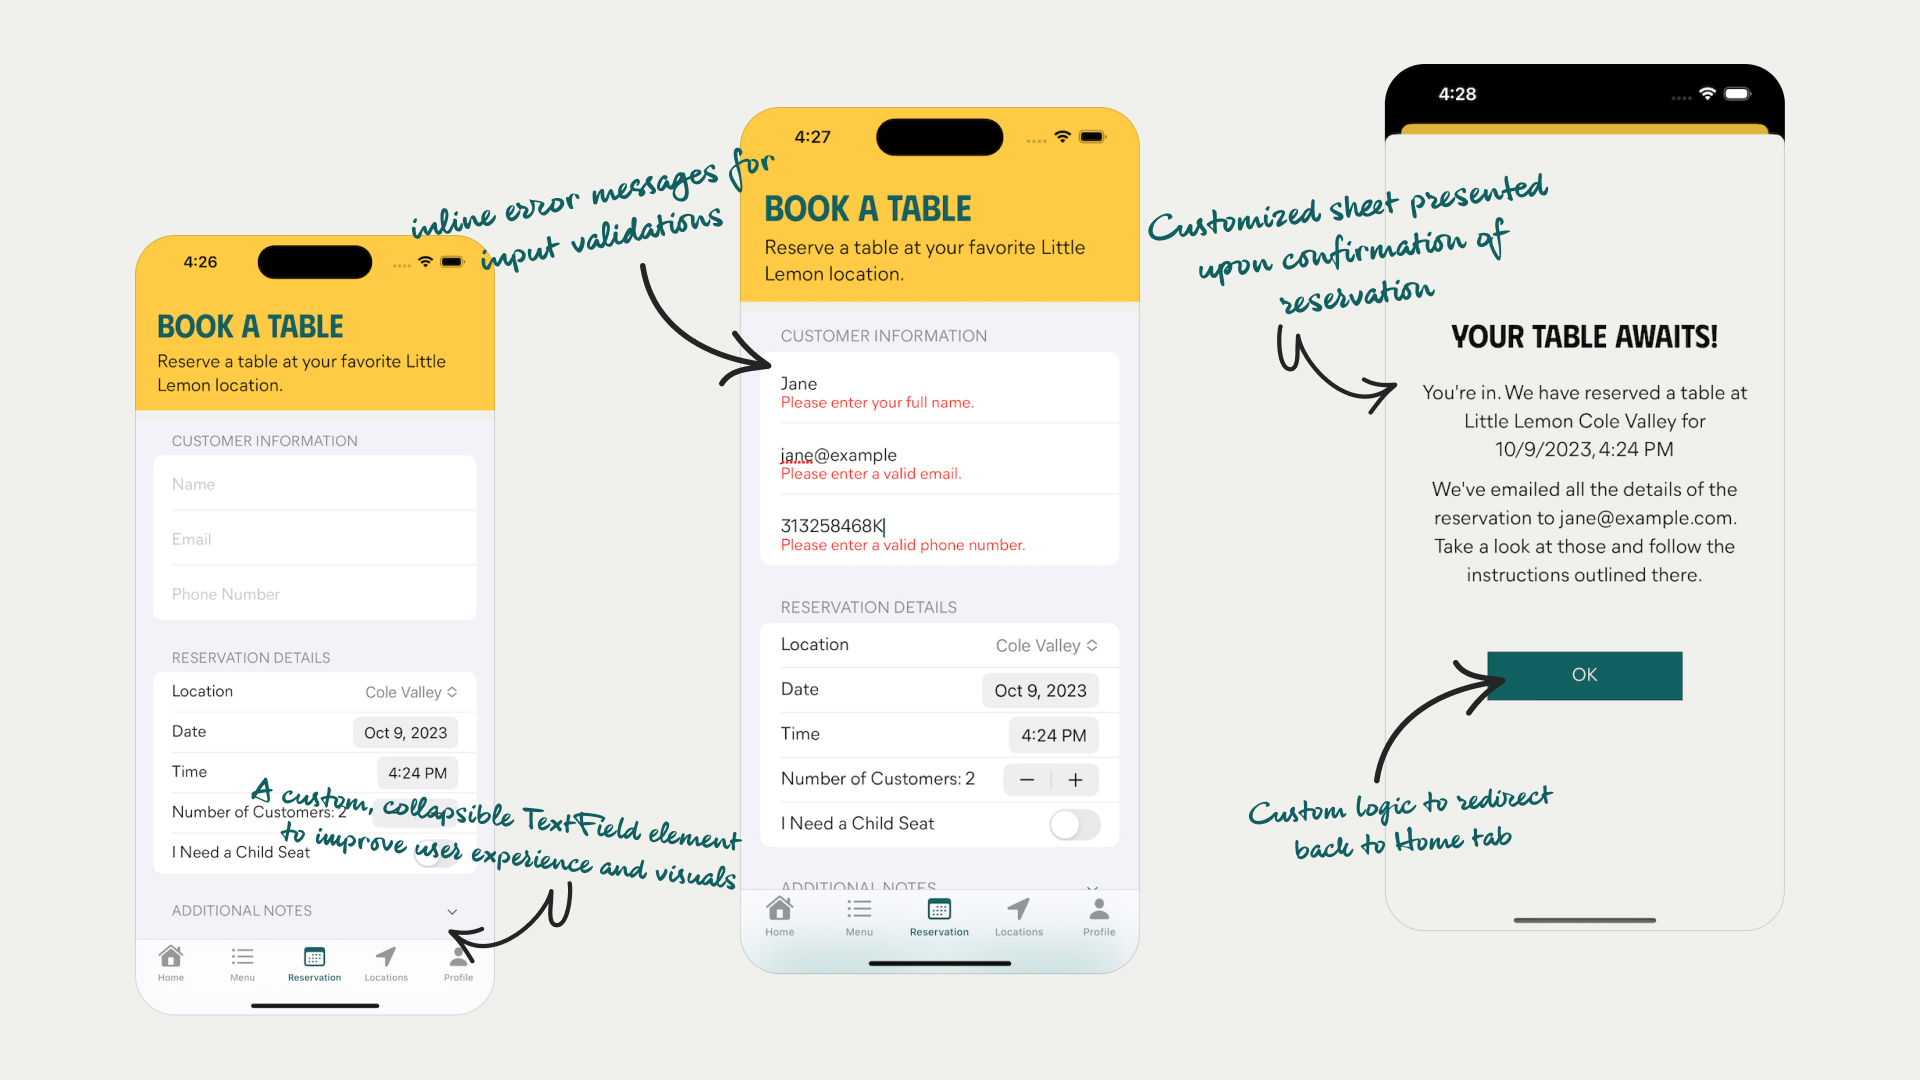 4:26
BOOK A TABLE
Reserve a table at your favorite Little
Lemon location.
CUSTOMER INFORMATION
Name
Email
Phone Number
RESERVATION DETAILS
Location Cole Valley
Date Oct 9, 2023
Time 4:24 PM
Number of Customers: 2
I Need a Child Seat
ADDITIONAL NOTES
Home Menu Reservation Locations Profile
A custom, collapsible TextField element
to improve user experience and visuals
inline error messages for
input validations
4:27
BOOK A TABLE
Reserve a table at your favorite Little
Lemon location.
CUSTOMER INFORMATION
Jane
Please enter your full name.
jane@example
Please enter a valid email.
313258468K
Please enter a valid phone number.
RESERVATION DETAILS
Location Cole Valley
Date Oct 9, 2023
Time 4:24 PM
Number of Customers: 2 − +
I Need a Child Seat
ADDITIONAL NOTES
Home Menu Reservation Locations Profile
Customized sheet presented
upon confirmation of
reservation
4:28
YOUR TABLE AWAITS!
You're in. We have reserved a table at
Little Lemon Cole Valley for
10/9/2023, 4:24 PM
We've emailed all the details of the
reservation to jane@example.com.
Take a look at those and follow the
instructions outlined there.
OK
Custom logic to redirect
back to Home tab